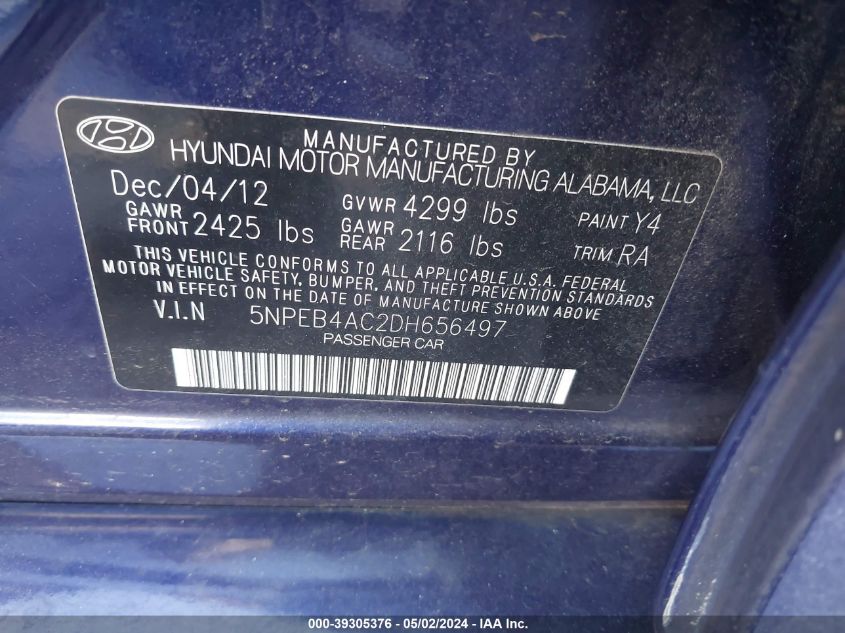 MANUFACTURED BY
HYUNDAI MOTOR MANUFACTURING ALABAMA, LLC
Dec/04/12 GVWR 4299 lbs PAINT Y4
GAWR FRONT 2425 lbs GAWR REAR 2116 lbs TRIM RA
THIS VEHICLE CONFORMS TO ALL APPLICABLE U.S.A. FEDERAL
MOTOR VEHICLE SAFETY, BUMPER, AND THEFT PREVENTION STANDARDS
IN EFFECT ON THE DATE OF MANUFACTURE SHOWN ABOVE
V.I.N 5NPEB4AC2DH656497
PASSENGER CAR
000-39305376 - 05/02/2024 - IAA Inc.